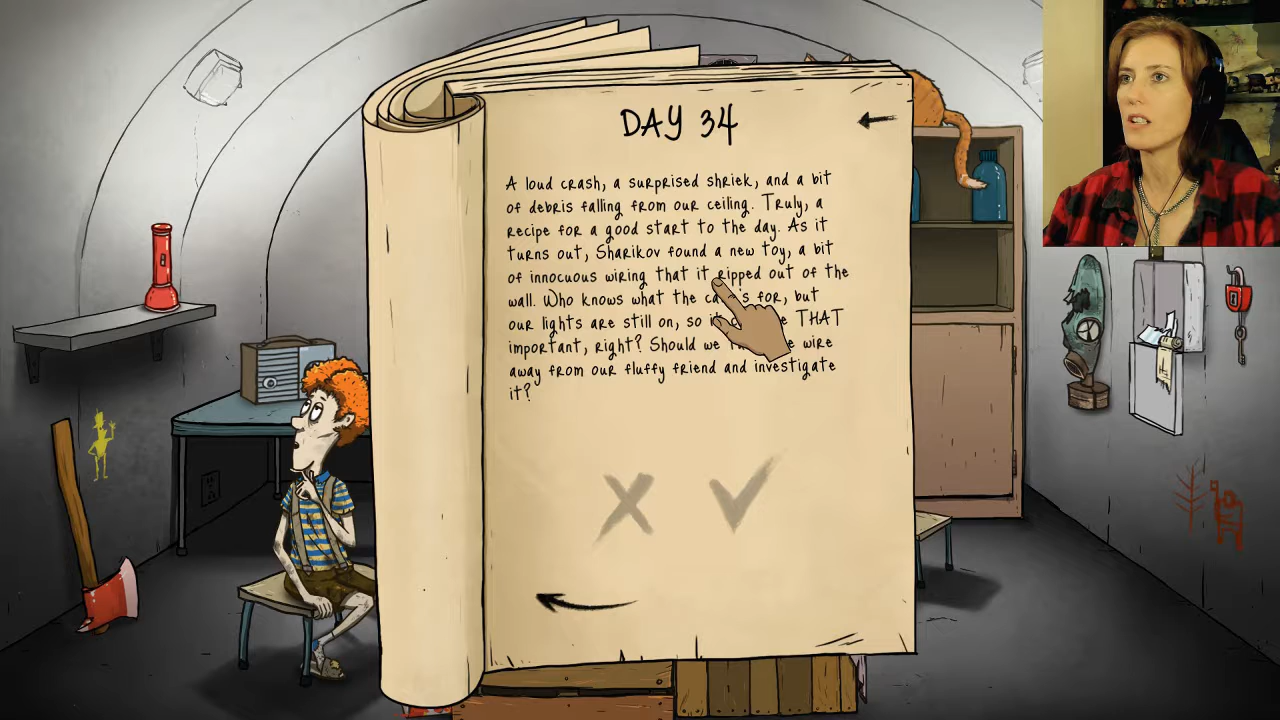 DAY 34
A loud crash, a surprised shriek, and a bit
of debris falling from our ceiling. Truly, a
recipe for a good start to the day. As it
turns out, Sharikov found a new toy, a bit
of innocuous wiring that it ripped out of the
wall. Who knows what the s for, but
our lights are still on, so THAT
important, right? Should we wire
away from our fluffy friend and investigate
it?